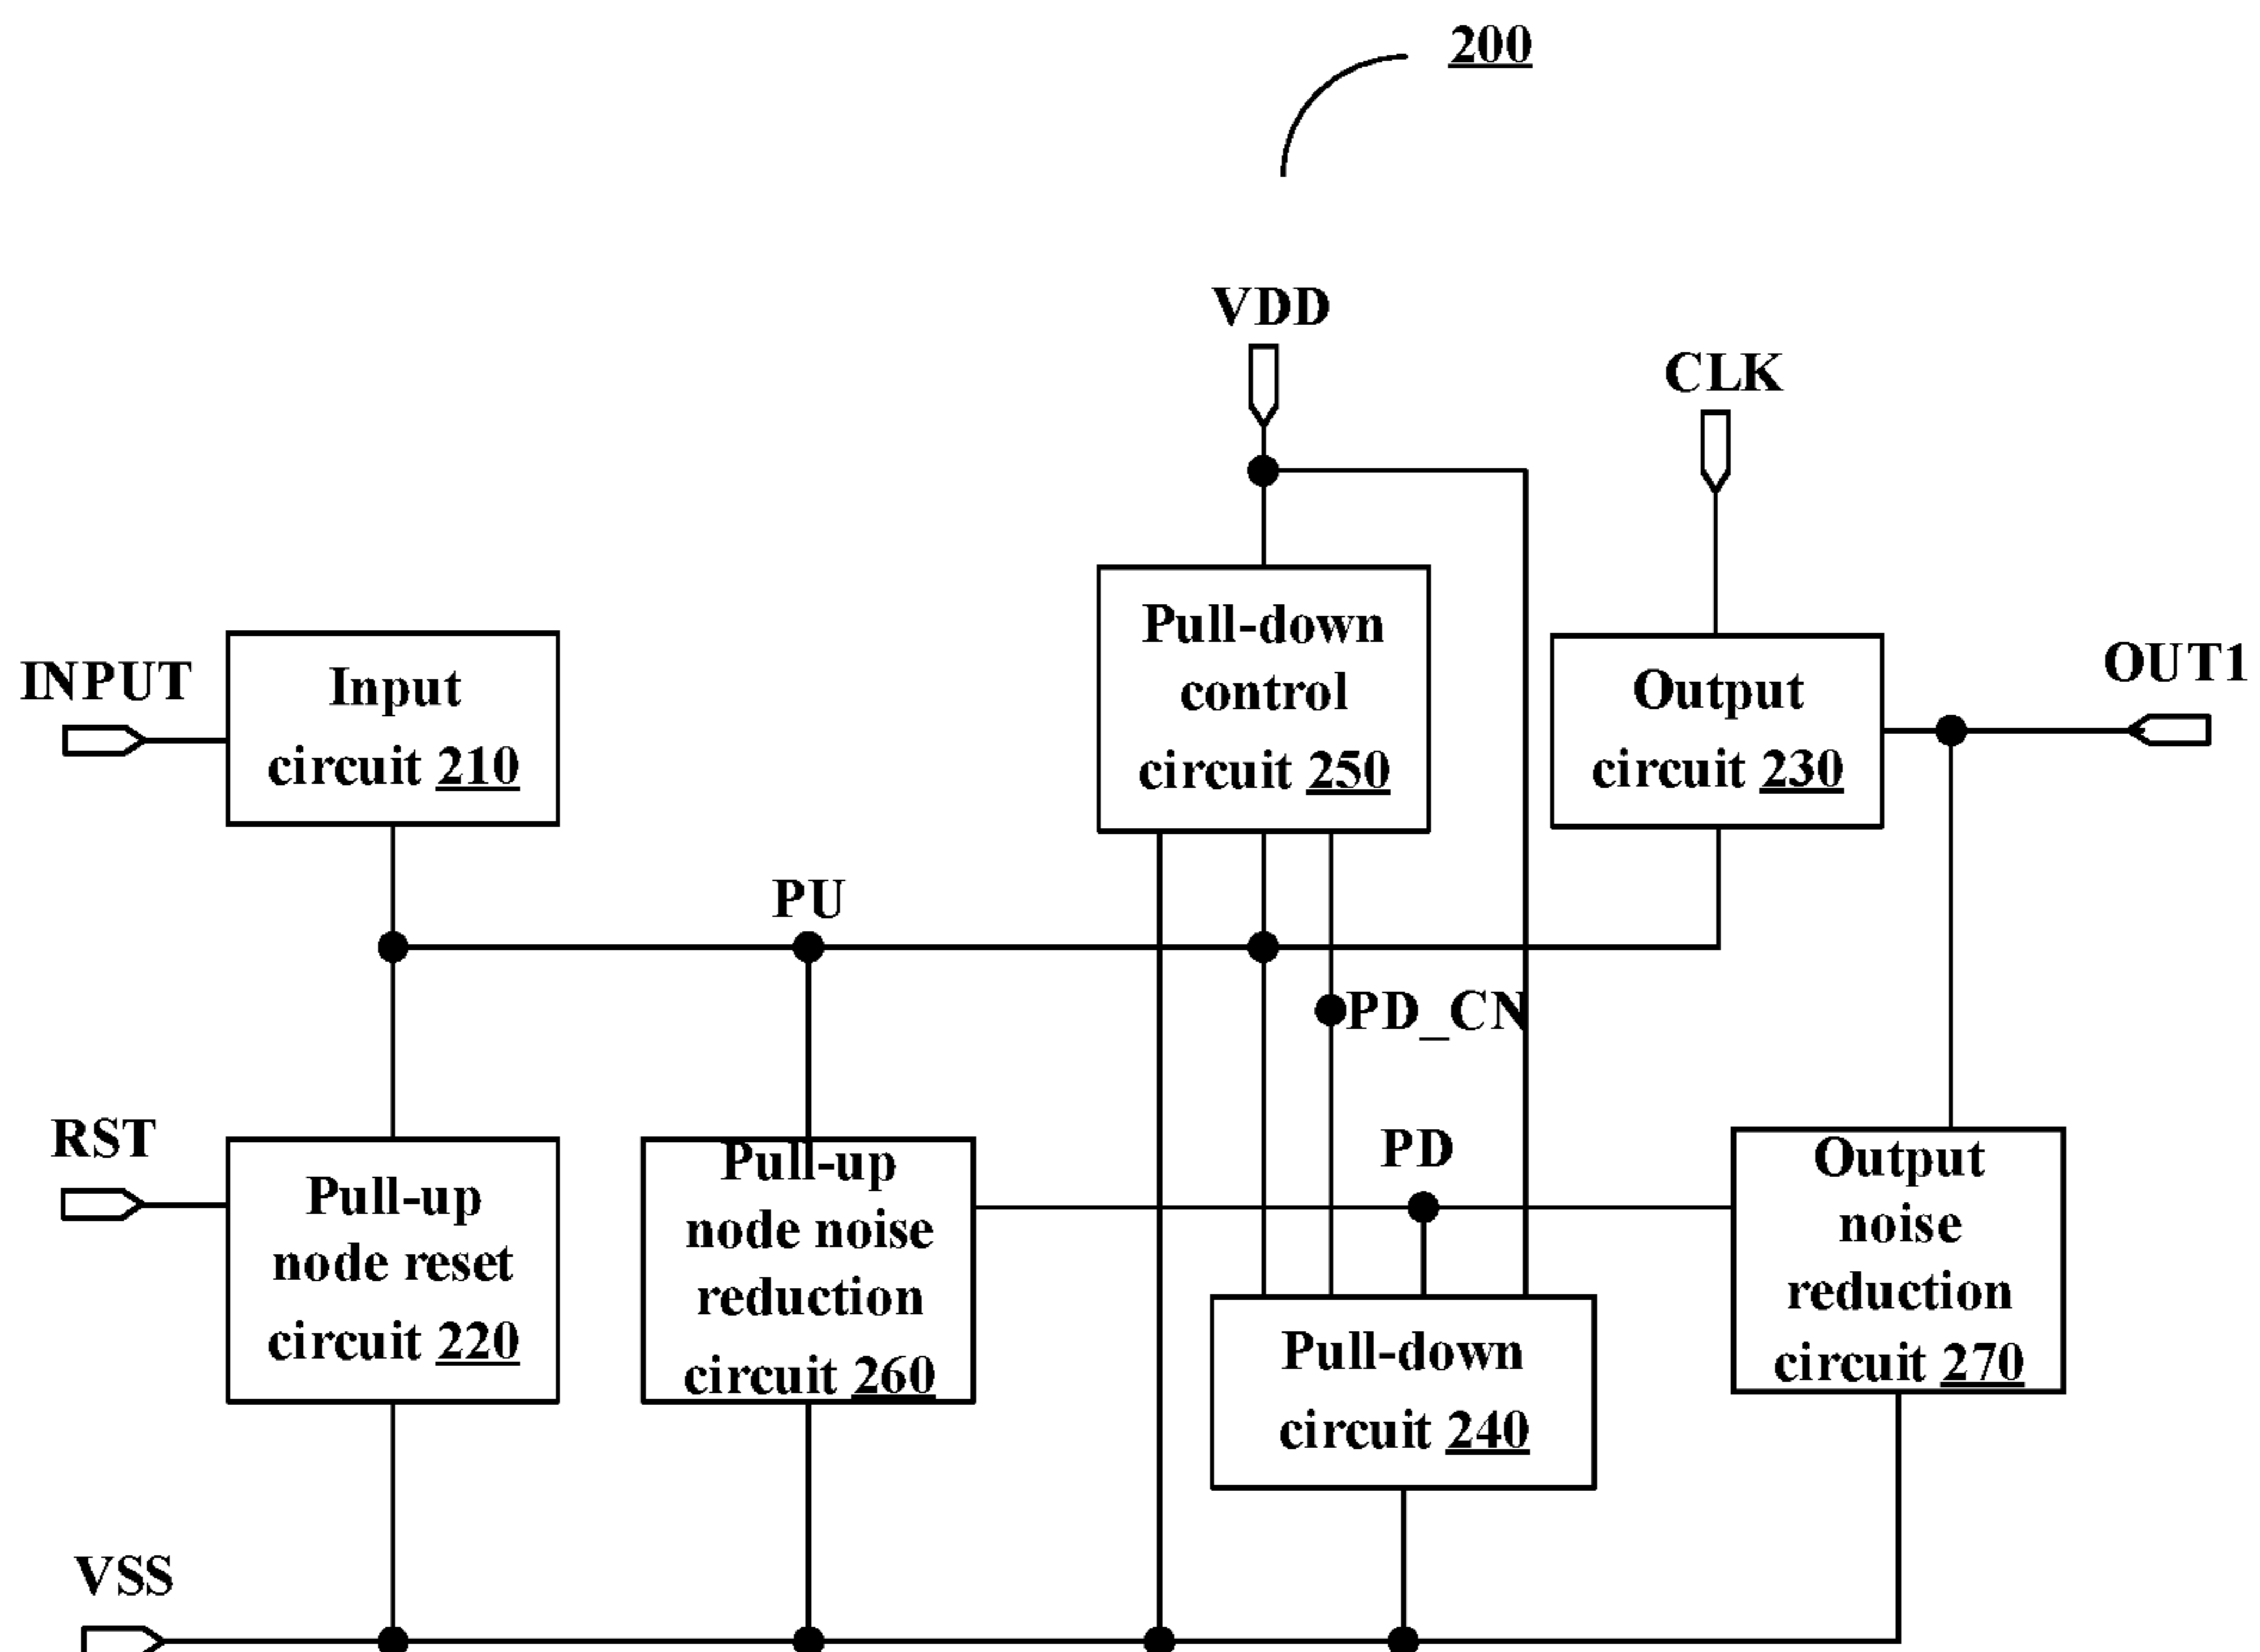 200
VDD
CLK
Pull-down
control
circuit 250
INPUT
Input
circuit 210
Output
circuit 230
OUT1
PU
PD_CN
RST
Pull-up
node reset
circuit 220
Pull-up
node noise
reduction
circuit 260
PD
Output
noise
reduction
circuit 270
Pull-down
circuit 240
VSS